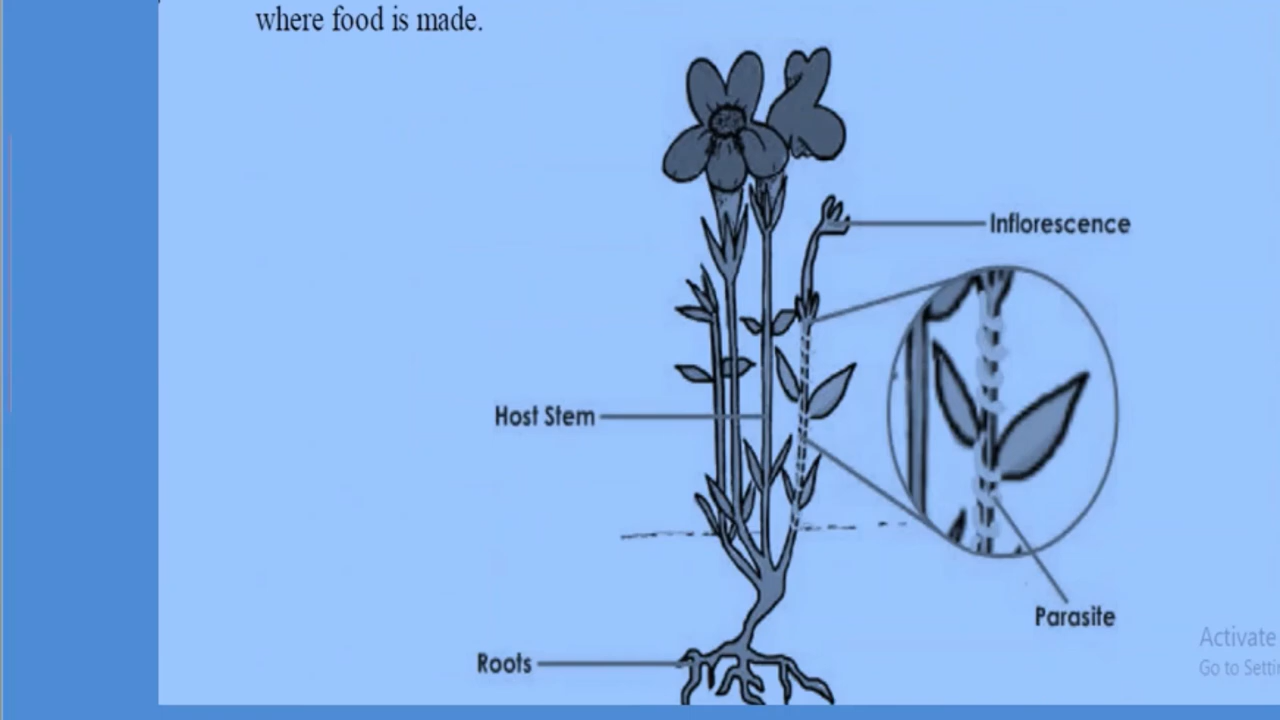 where food is made.
Inflorescence
Host Stem
Parasite
Activate
Go to Setti
Roots